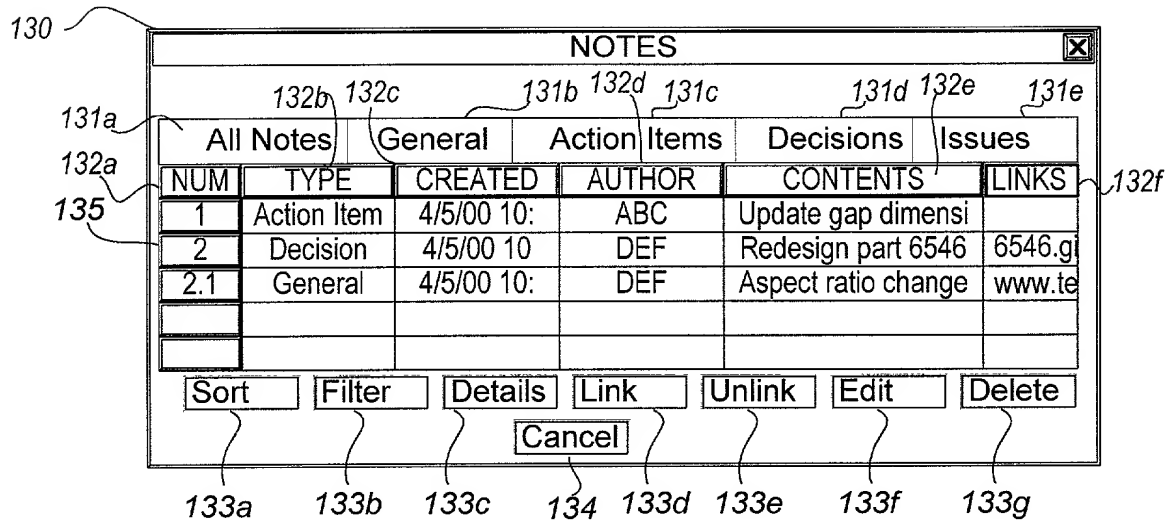 130
NOTES
132b 132c 131b 132d 131c 131d 132e 131e
131a
All Notes General Action Items Decisions Issues
132a
NUM TYPE CREATED AUTHOR CONTENTS LINKS
132f
135
1 Action Item 4/5/00 10: ABC Update gap dimensi
2 Decision 4/5/00 10 DEF Redesign part 6546 6546.gi
2.1 General 4/5/00 10: DEF Aspect ratio change www.te
Sort Filter Details Link Unlink Edit Delete
Cancel
133a 133b 133c 134 133d 133e 133f 133g